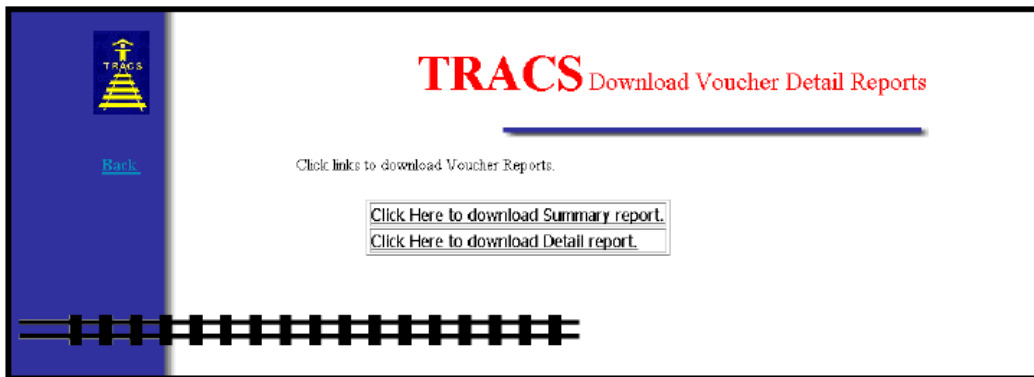 TRACS
TRACS Download Voucher Detail Reports
Back
Click links to download Voucher Reports.
Click Here to download Summary report.
Click Here to download Detail report.